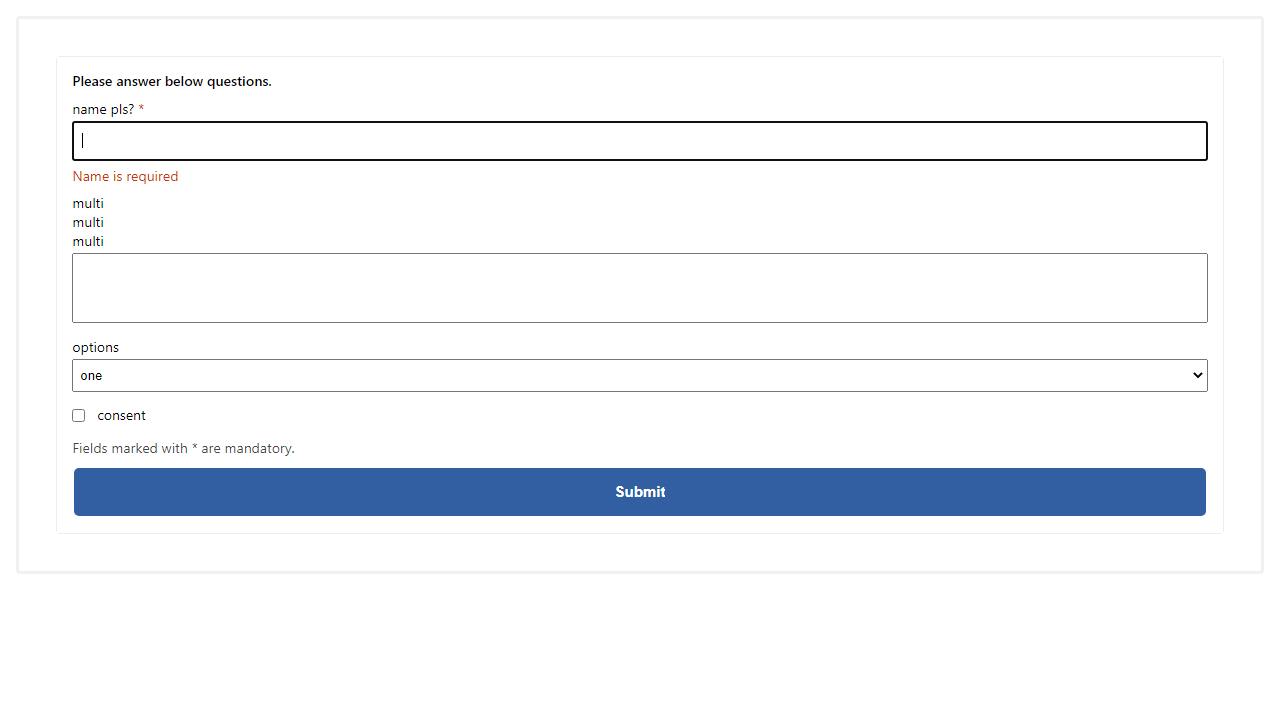 Please answer below questions.
name pls? *
Name is required
multi
multi
multi
options
one
consent
Fields marked with * are mandatory.
Submit